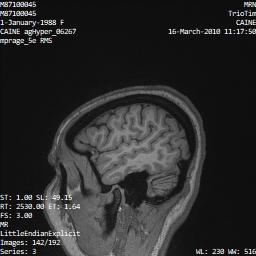 M87100045
MRN
M87100045
TrioTim
1-January-1988 F
CAINE
CAINE agHyper_06267
16-March-2010 11:17:50
mprage_5e RMS
ST: 1.00 SL: 49.15
RT: 2530.00 ET: 1.64
FS: 3.00
MR
LittleEndianExplicit
Images: 142/192
Series: 3
WL: 230 WW: 516